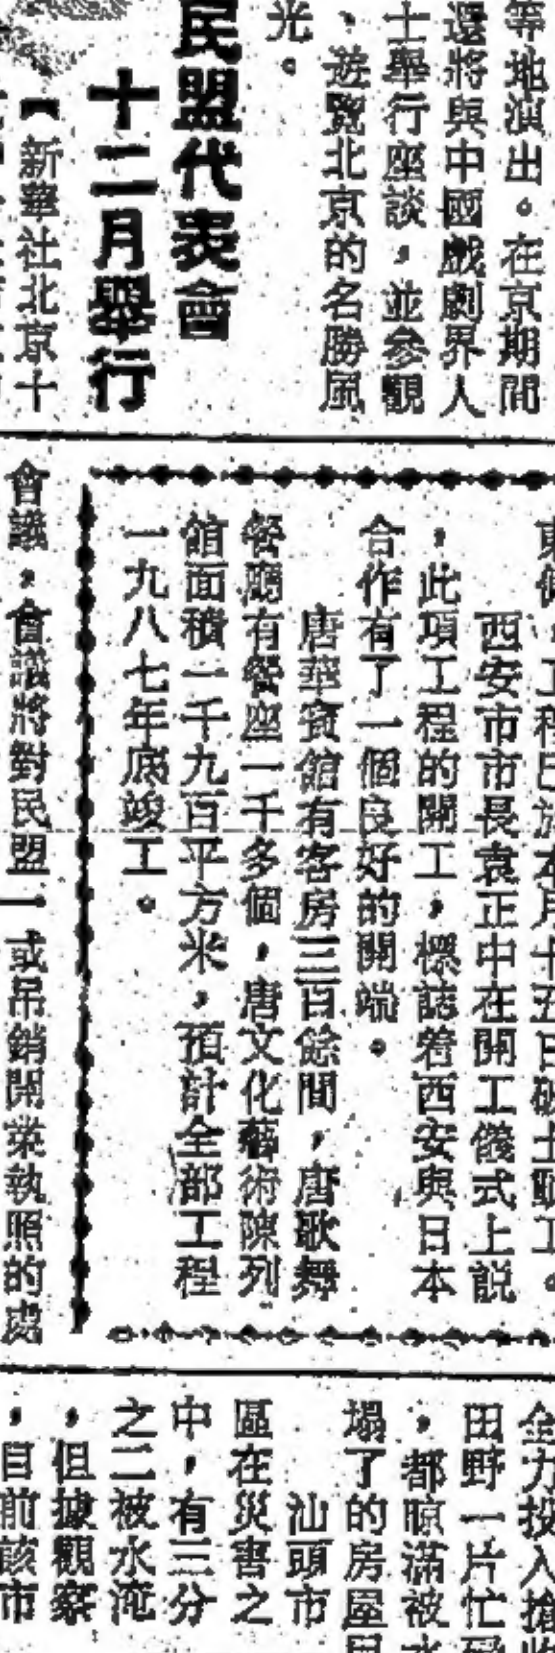 等地演出。在京期間
還將與中國戲劇界人
士舉行座談，並參觀
、遊覽北京的名勝風
光。
民盟代表會
十二月舉行
【新華社北京十
西安市市長袁正中在開工儀式上説
，此項工程的開工，標誌着西安與日本
合作有了一個良好的開端。
唐華賓館有客房三百餘間，唐歌舞
餐廳有餐座一千多個，唐文化藝術陳列
館面積一千九百平方米，預計全部工程
一九八七年底竣工。
會議，會議將對民盟一或吊銷開業執照的處
全力投入搶收
田野一片忙
，都晾滿被水
塌了的房屋
汕頭市
區在災害之
中，有三分
之二被水淹
，但據觀察
，目前該市